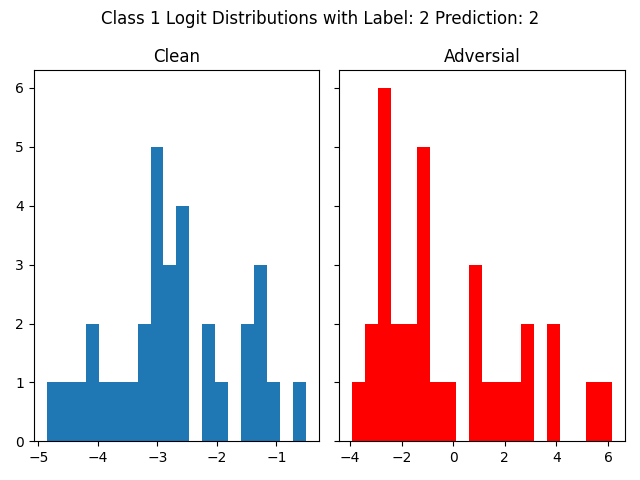 Class 1 Logit Distributions with Label: 2 Prediction: 2
Clean
Adversial
6
5
4
3
2
1
0
−5 −4 −3 −2 −1
−4 −2 0 2 4 6